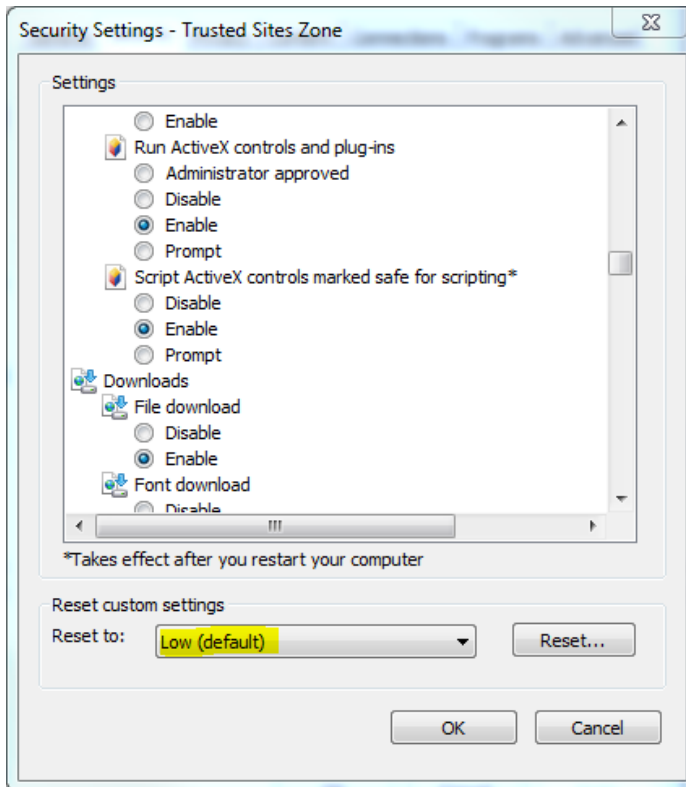 Security Settings - Trusted Sites Zone
Settings
Enable
Run ActiveX controls and plug-ins
Administrator approved
Disable
Enable
Prompt
Script ActiveX controls marked safe for scripting*
Disable
Enable
Prompt
Downloads
File download
Disable
Enable
Font download
Disable
*Takes effect after you restart your computer
Reset custom settings
Reset to: Low (default) Reset...
OK Cancel